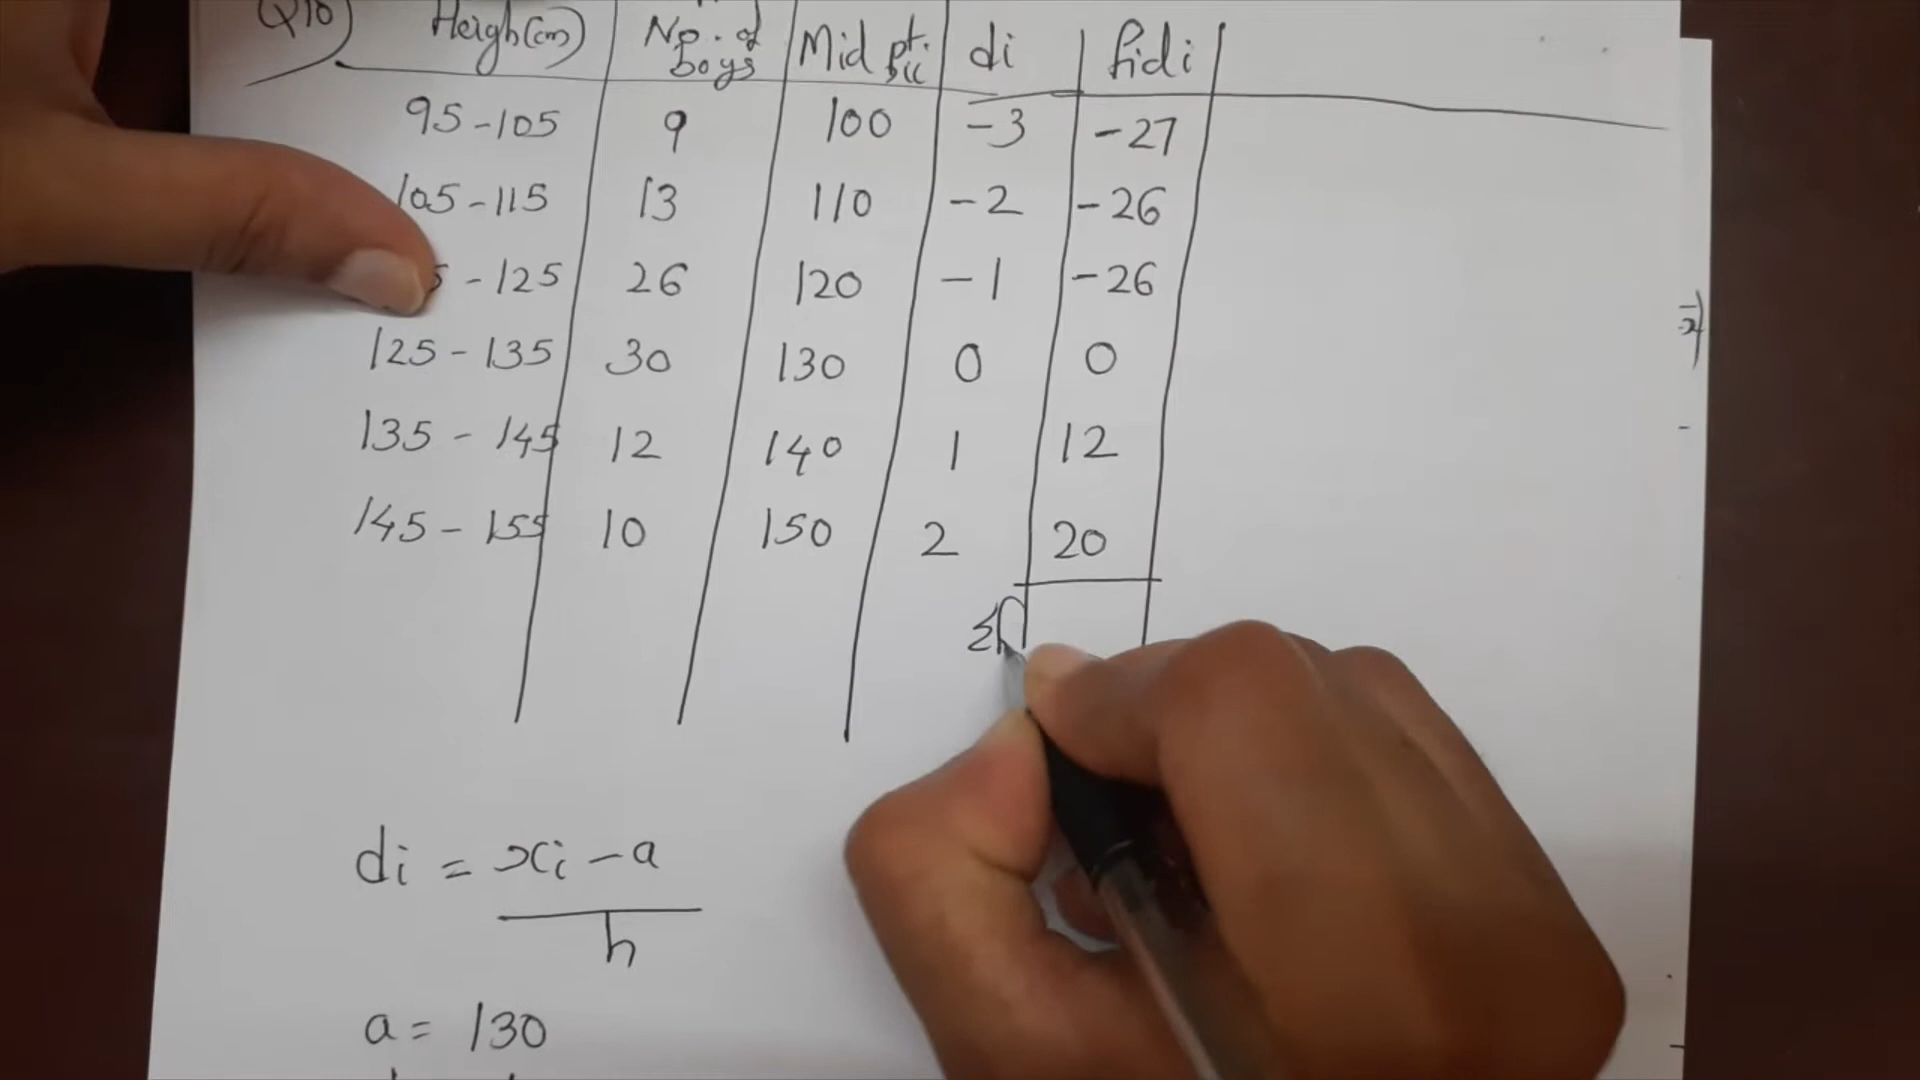 Q10) Heigh(cm) No. of boys Mid pt. xi di fidi
95-105 9 100 -3 -27
105-115 13 110 -2 -26
5-125 26 120 -1 -26
125-135 30 130 0 0
135-145 12 140 1 12
145-155 10 150 2 20
Σf
di = xi - a
h
a = 130